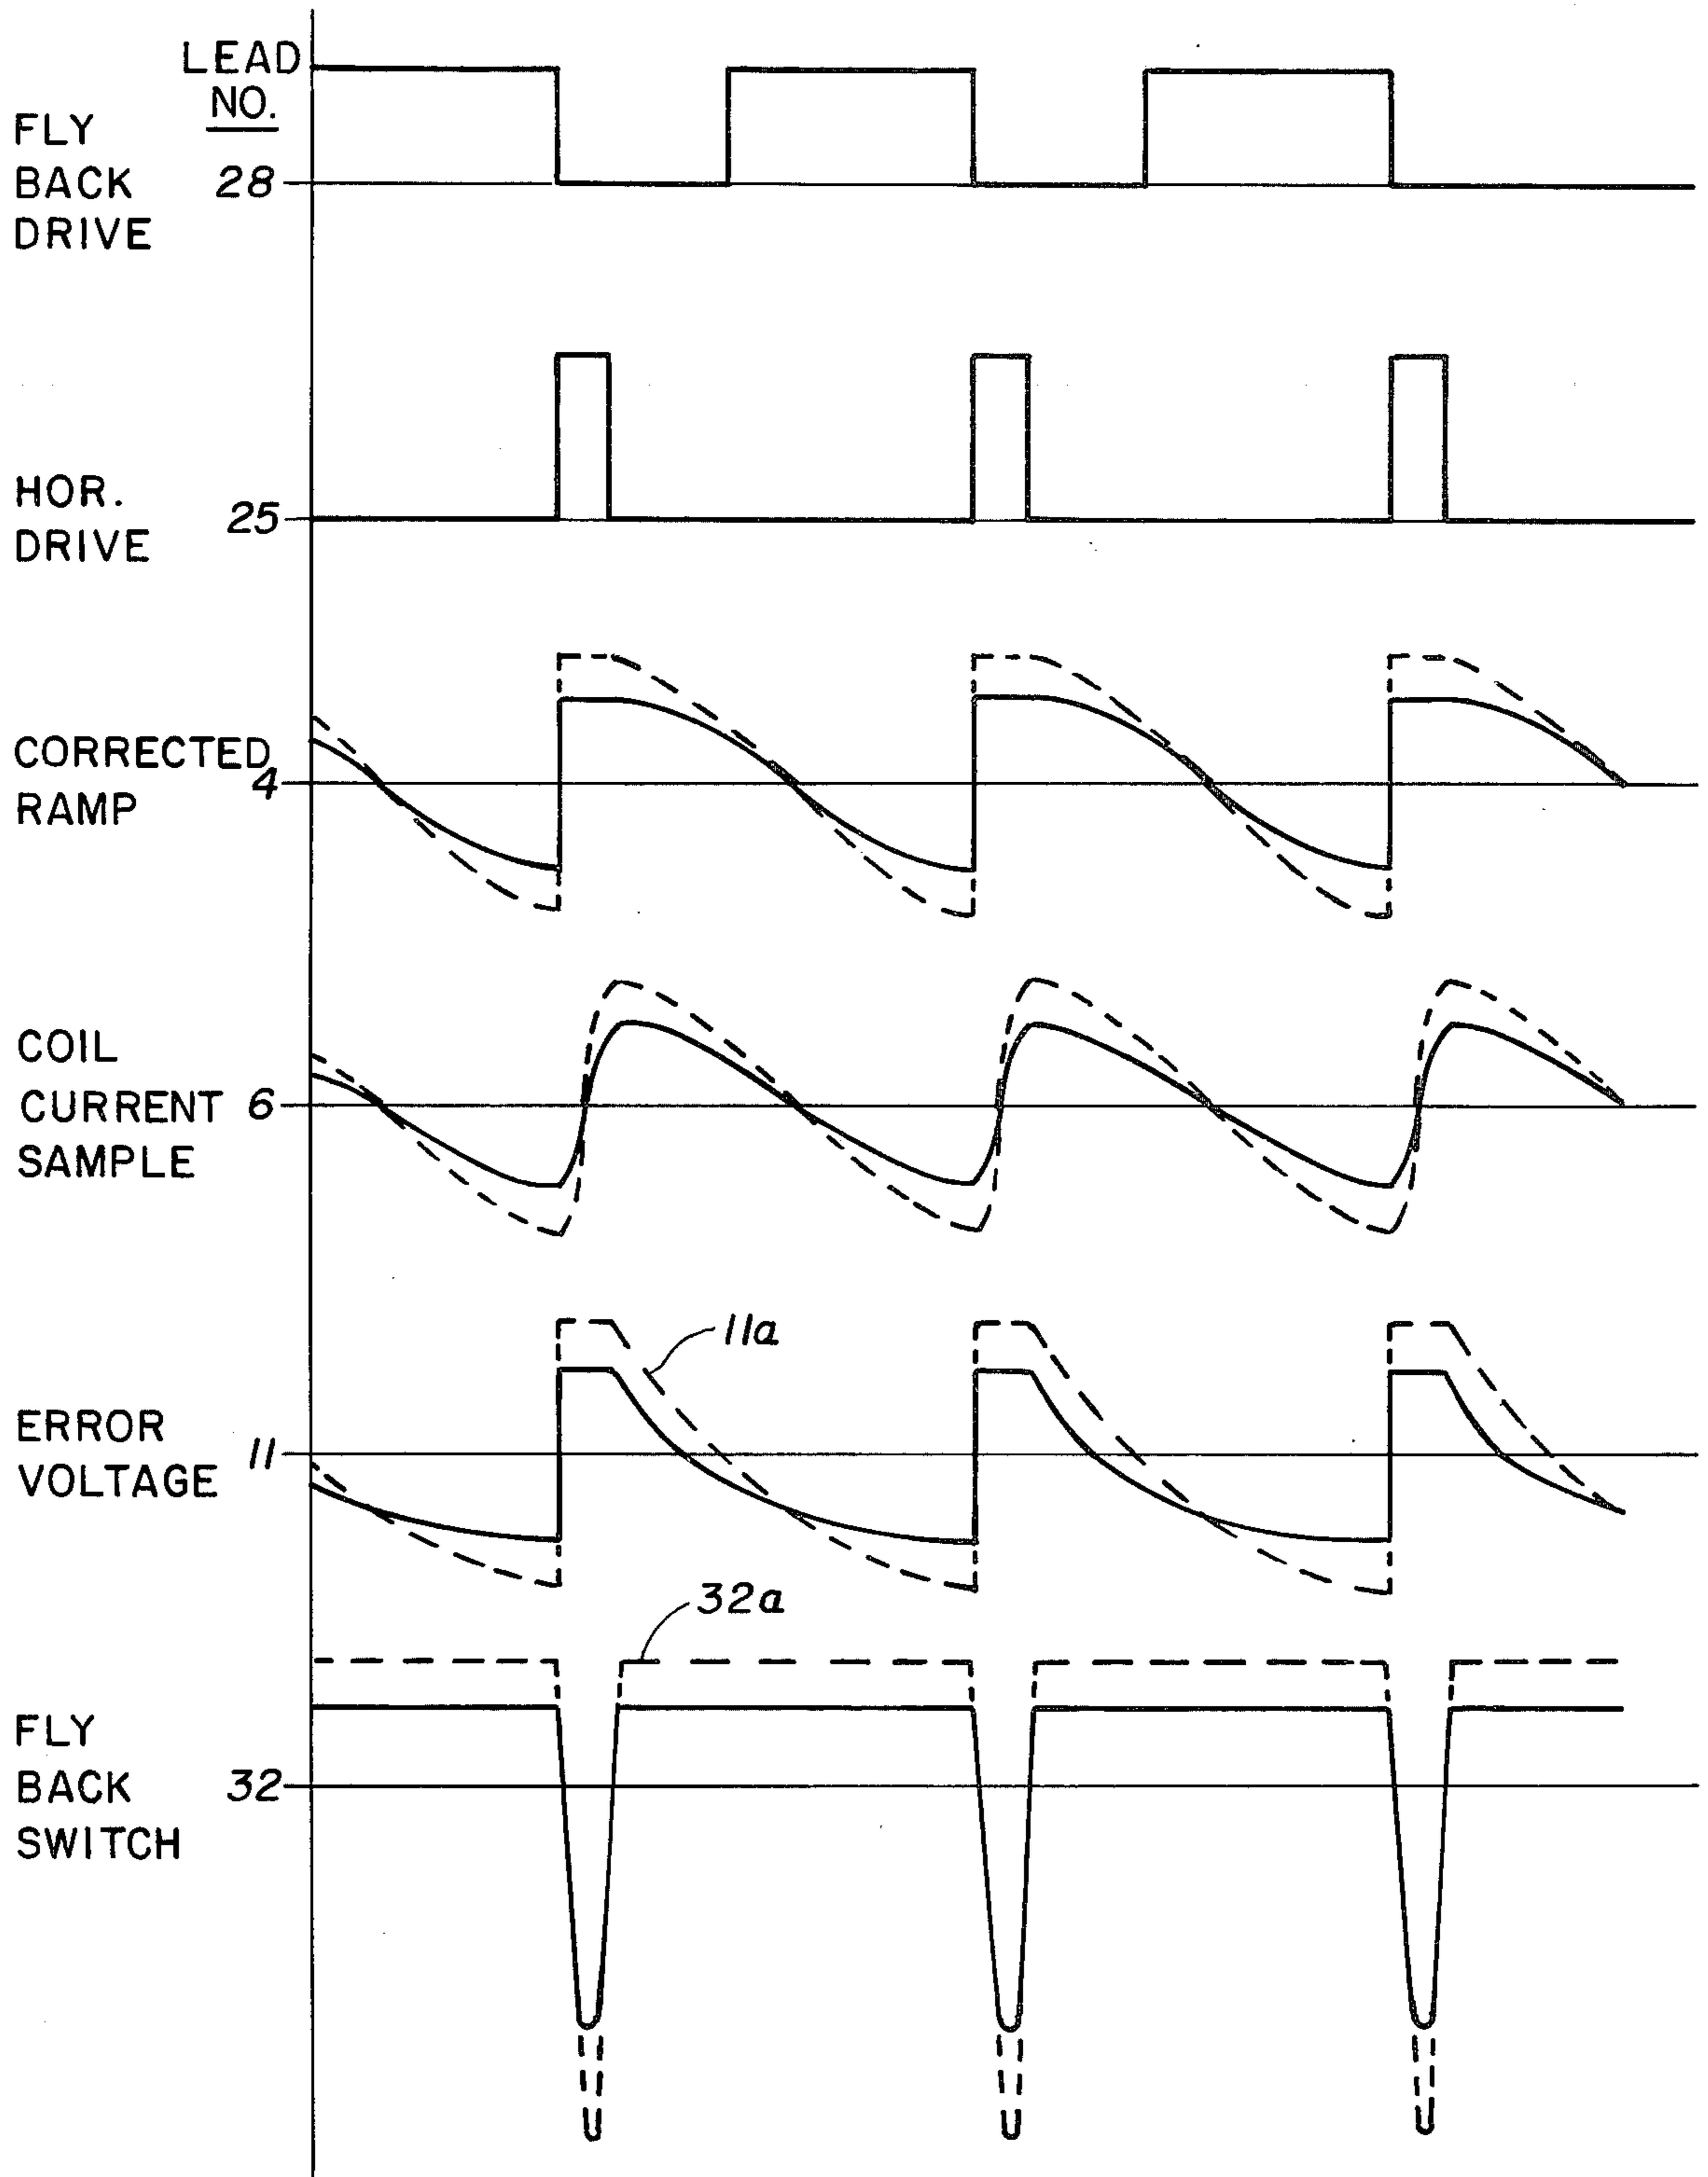 LEAD
NO.
FLY
BACK
DRIVE
28
HOR.
DRIVE
25
CORRECTED
RAMP
4
COIL
CURRENT
SAMPLE
6
11a
ERROR
VOLTAGE
11
32a
FLY
BACK
SWITCH
32